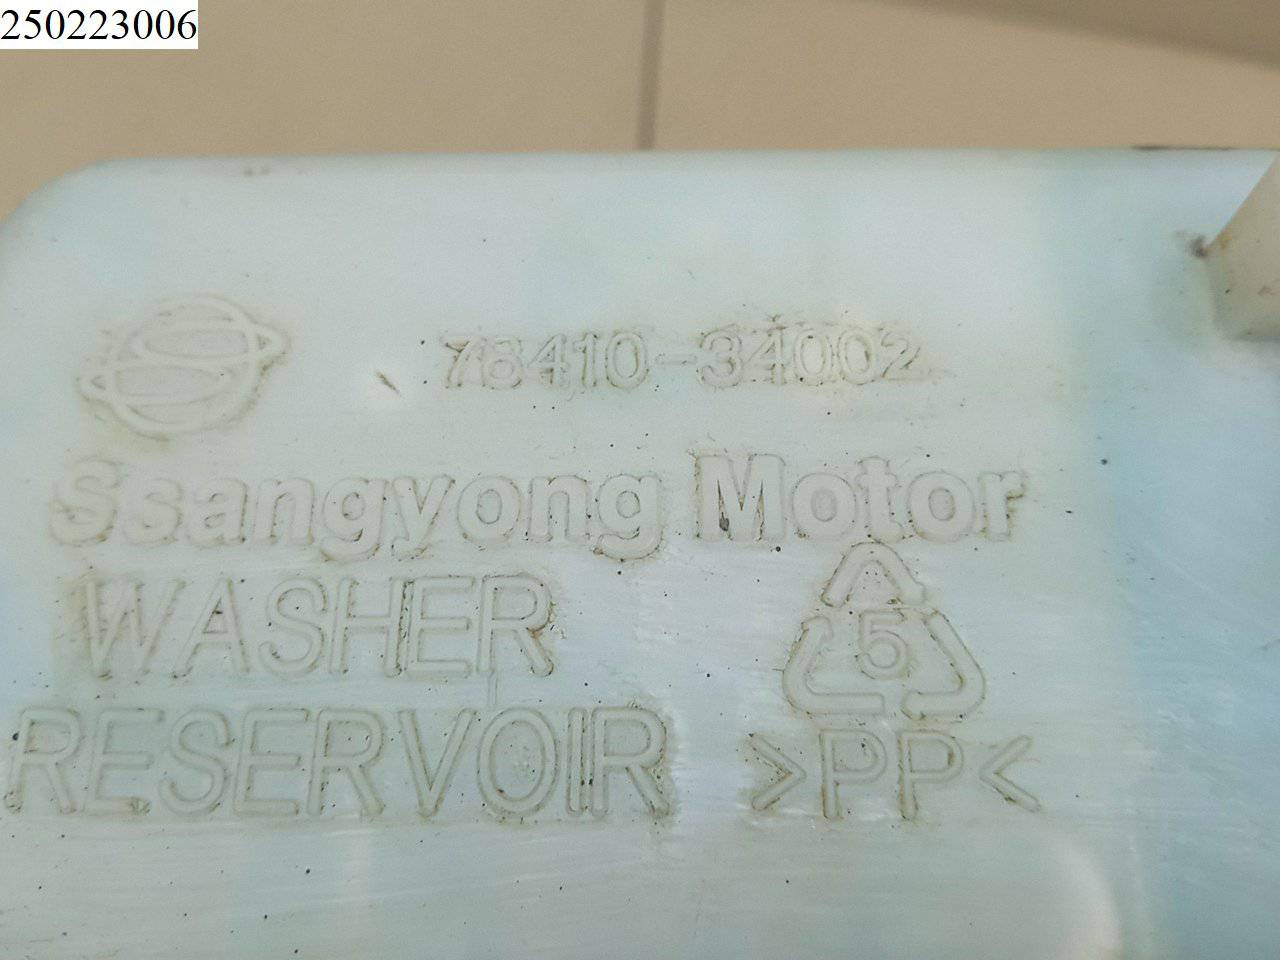 250223006
78410-34002
Ssangyong Motor
WASHER
5
RESERVOIR >PP<